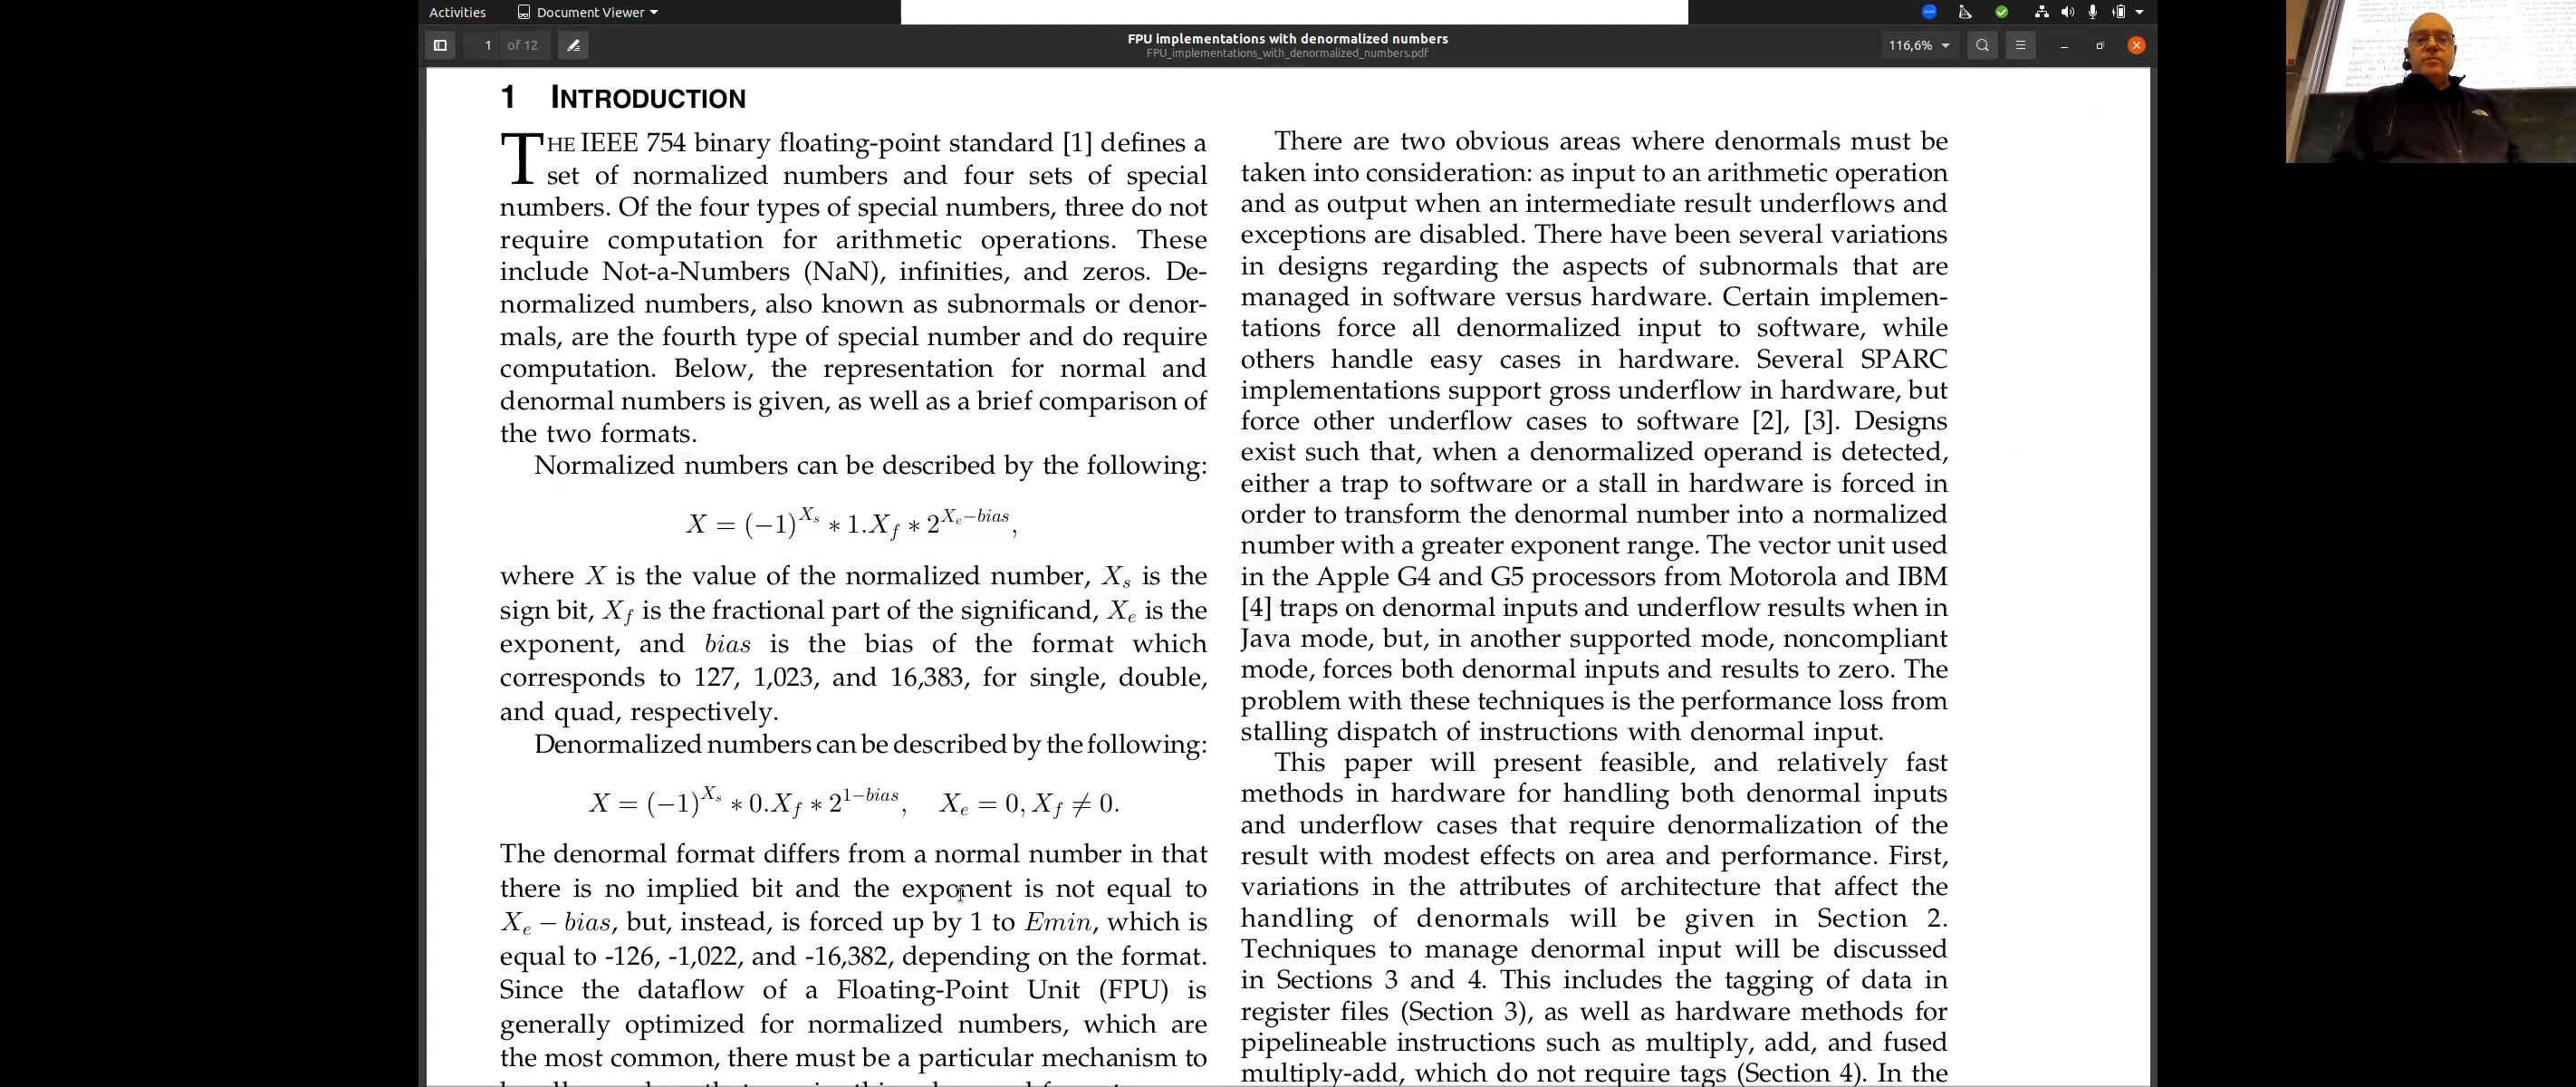 Activities
Document Viewer
1 of 12
FPU implementations with denormalized numbers
FPU_implementations_with_denormalized_numbers.pdf
116,6%
1 INTRODUCTION
THE IEEE 754 binary floating-point standard [1] defines a
set of normalized numbers and four sets of special
numbers. Of the four types of special numbers, three do not
require computation for arithmetic operations. These
include Not-a-Numbers (NaN), infinities, and zeros. De-
normalized numbers, also known as subnormals or denor-
mals, are the fourth type of special number and do require
computation. Below, the representation for normal and
denormal numbers is given, as well as a brief comparison of
the two formats.
Normalized numbers can be described by the following:
X = (−1)^{X_s} ∗ 1.X_f ∗ 2^{X_e−bias},
where X is the value of the normalized number, X_s is the
sign bit, X_f is the fractional part of the significand, X_e is the
exponent, and bias is the bias of the format which
corresponds to 127, 1,023, and 16,383, for single, double,
and quad, respectively.
Denormalized numbers can be described by the following:
X = (−1)^{X_s} ∗ 0.X_f ∗ 2^{1−bias}, X_e = 0, X_f ≠ 0.
The denormal format differs from a normal number in that
there is no implied bit and the exponent is not equal to
X_e − bias, but, instead, is forced up by 1 to Emin, which is
equal to -126, -1,022, and -16,382, depending on the format.
Since the dataflow of a Floating-Point Unit (FPU) is
generally optimized for normalized numbers, which are
the most common, there must be a particular mechanism to
There are two obvious areas where denormals must be
taken into consideration: as input to an arithmetic operation
and as output when an intermediate result underflows and
exceptions are disabled. There have been several variations
in designs regarding the aspects of subnormals that are
managed in software versus hardware. Certain implemen-
tations force all denormalized input to software, while
others handle easy cases in hardware. Several SPARC
implementations support gross underflow in hardware, but
force other underflow cases to software [2], [3]. Designs
exist such that, when a denormalized operand is detected,
either a trap to software or a stall in hardware is forced in
order to transform the denormal number into a normalized
number with a greater exponent range. The vector unit used
in the Apple G4 and G5 processors from Motorola and IBM
[4] traps on denormal inputs and underflow results when in
Java mode, but, in another supported mode, noncompliant
mode, forces both denormal inputs and results to zero. The
problem with these techniques is the performance loss from
stalling dispatch of instructions with denormal input.
This paper will present feasible, and relatively fast
methods in hardware for handling both denormal inputs
and underflow cases that require denormalization of the
result with modest effects on area and performance. First,
variations in the attributes of architecture that affect the
handling of denormals will be given in Section 2.
Techniques to manage denormal input will be discussed
in Sections 3 and 4. This includes the tagging of data in
register files (Section 3), as well as hardware methods for
pipelineable instructions such as multiply, add, and fused
multiply-add, which do not require tags (Section 4). In the